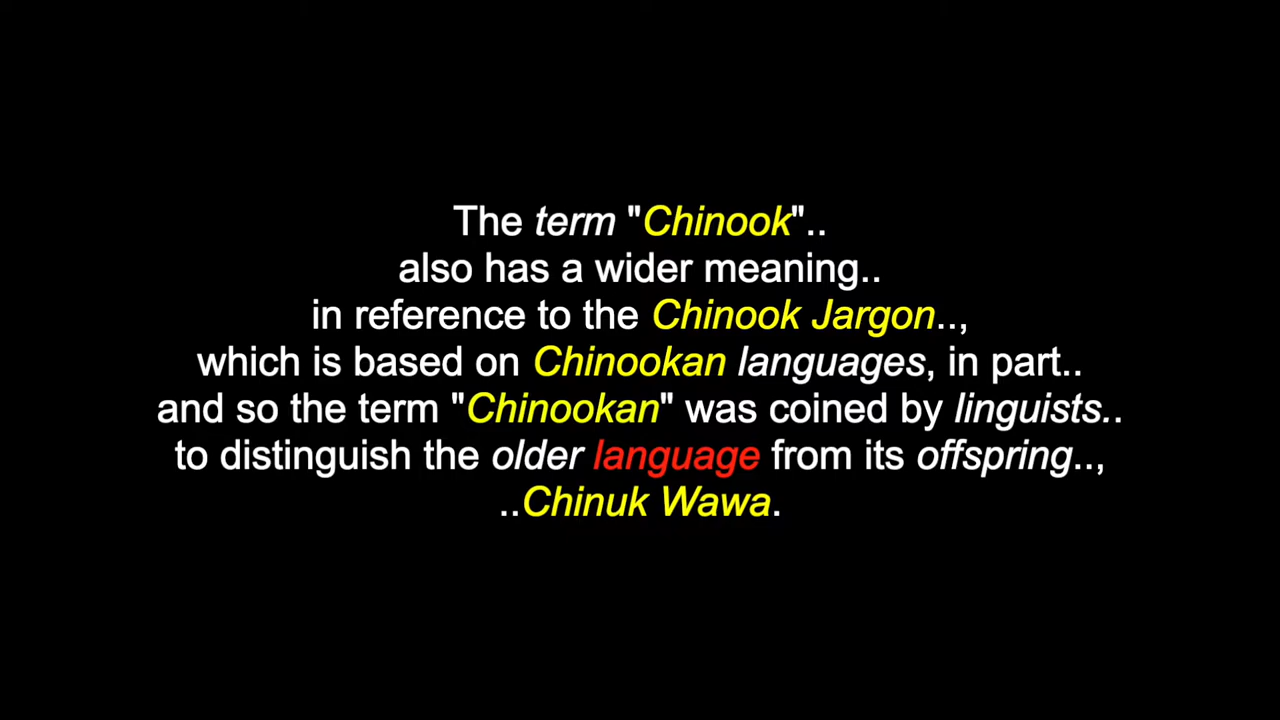 The term "Chinook"..
also has a wider meaning..
in reference to the Chinook Jargon..,
which is based on Chinookan languages, in part..
and so the term "Chinookan" was coined by linguists..
to distinguish the older language from its offspring..,
..Chinuk Wawa.